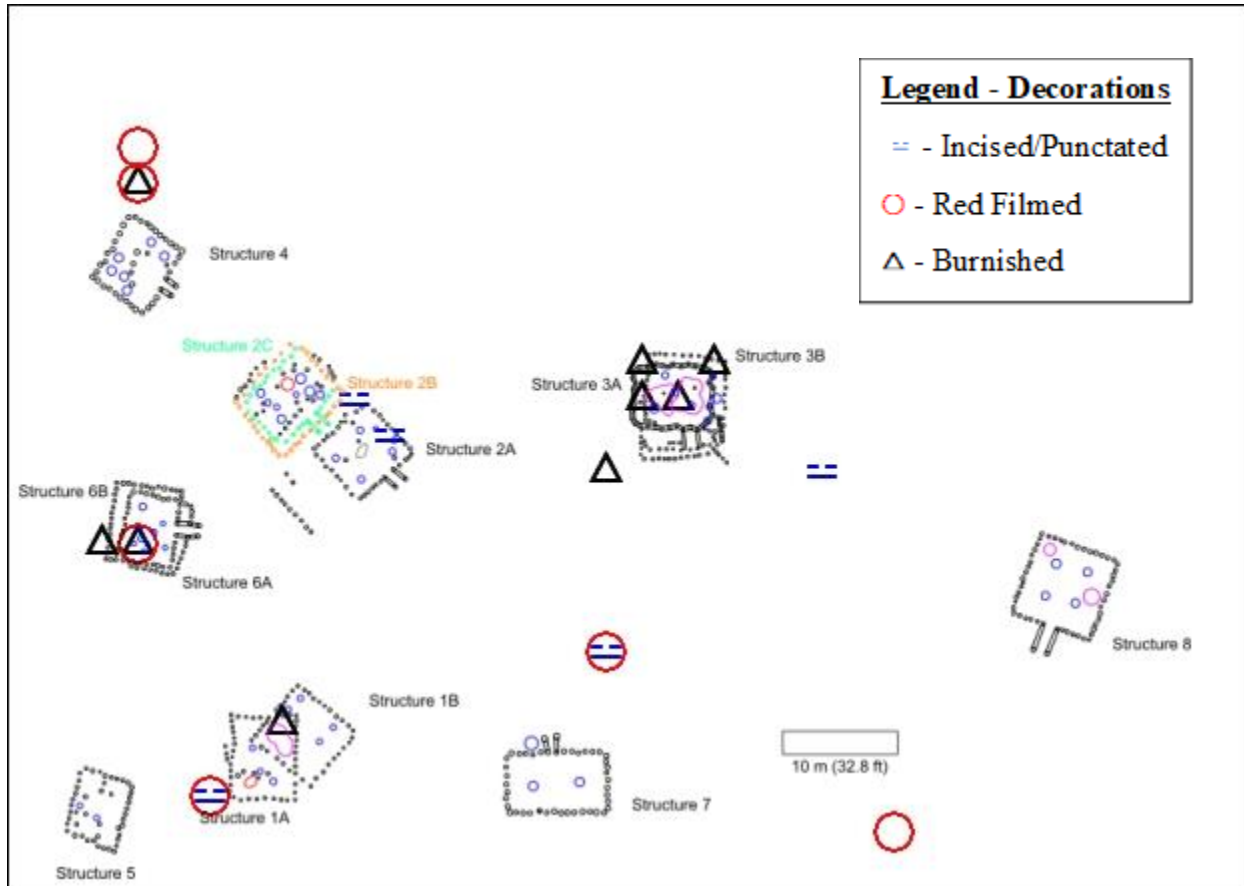 Legend - Decorations
- Incised/Punctated
- Red Filmed
- Burnished
Structure 4
Structure 2C
Structure 2B
Structure 2A
Structure 3B
Structure 3A
Structure 6B
Structure 6A
Structure 8
Structure 1B
10 m (32.8 ft)
Structure 7
Structure 1A
Structure 5